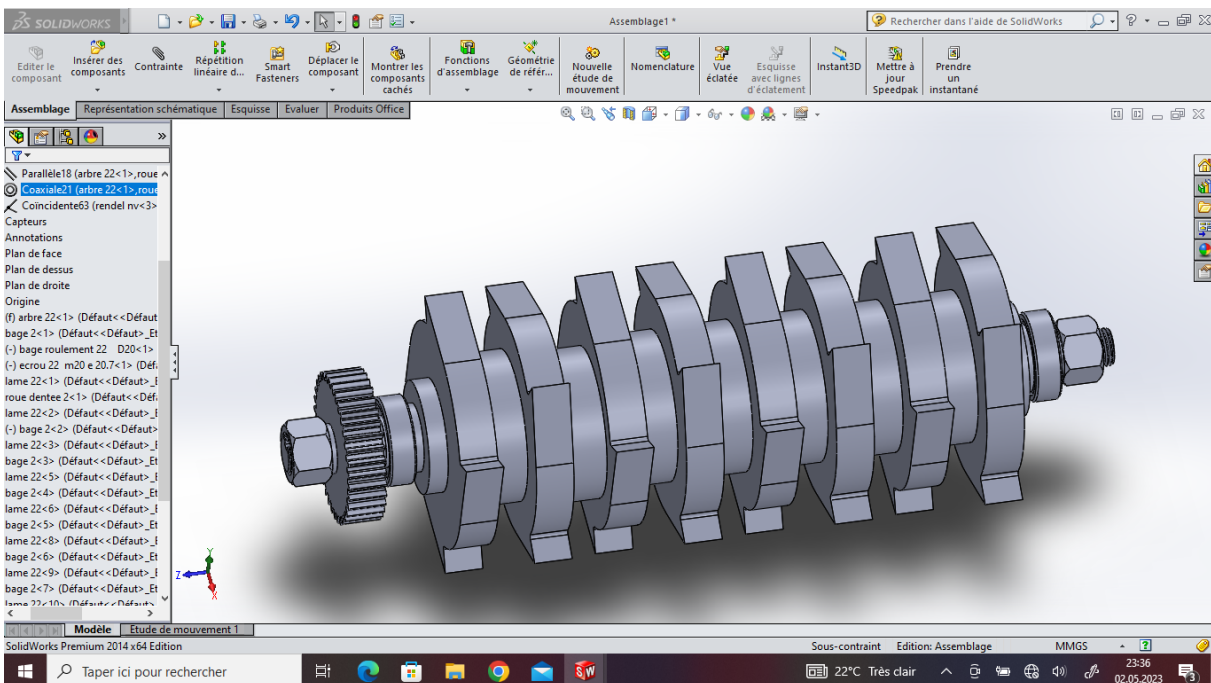 SOLIDWORKS
Assemblage1 *
Rechercher dans l'aide de SolidWorks
Editer le composant
Insérer des composants
Contrainte
Répétition linéaire d...
Smart Fasteners
Déplacer le composant
Montrer les composants cachés
Fonctions d'assemblage
Géométrie de référ...
Nouvelle étude de mouvement
Nomenclature
Vue éclatée
Esquisse avec lignes d'éclatement
Instant3D
Mettre à jour Speedpak
Prendre un instantané
Assemblage Représentation schématique Esquisse Evaluer Produits Office
Parallèle18 (arbre 22<1>,roue
Coaxiale21 (arbre 22<1>,roue
Coïncidente63 (rendel nv<3>
Capteurs
Annotations
Plan de face
Plan de dessus
Plan de droite
Origine
(f) arbre 22<1> (Défaut<<Défaut
bage 2<1> (Défaut<<Défaut>_Et
(-) bage roulement 22 D20<1>
(-) ecrou 22 m20 e 20.7<1> (Déf
lame 22<1> (Défaut<<Défaut>_E
roue dentee 2<1> (Défaut<<Déf
lame 22<2> (Défaut<<Défaut>_E
(-) bage 2<2> (Défaut<<Défaut>
lame 22<3> (Défaut<<Défaut>_E
bage 2<3> (Défaut<<Défaut>_Et
lame 22<5> (Défaut<<Défaut>_E
bage 2<4> (Défaut<<Défaut>_Et
lame 22<6> (Défaut<<Défaut>_E
bage 2<5> (Défaut<<Défaut>_Et
lame 22<8> (Défaut<<Défaut>_E
bage 2<6> (Défaut<<Défaut>_Et
lame 22<9> (Défaut<<Défaut>_E
bage 2<7> (Défaut<<Défaut>_Et
lame 22<10> (Défaut<<Défaut>
Y
Z
X
Modèle Etude de mouvement 1
SolidWorks Premium 2014 x64 Edition
Sous-contraint Edition: Assemblage MMGS
Taper ici pour rechercher
22°C Très clair
23:36
02.05.2023
3